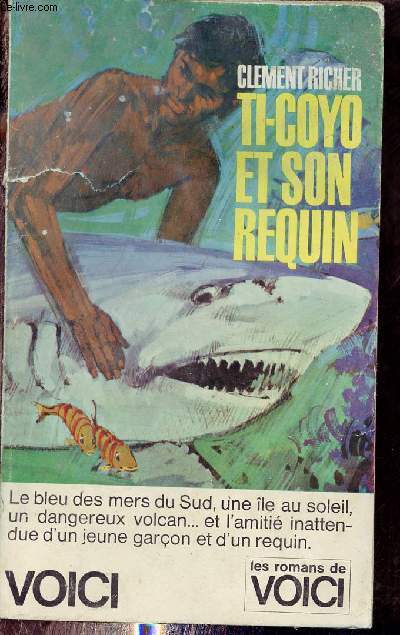 le-livre.com
CLEMENT RICHER
TI-COYO
ET SON
REQUIN
Le bleu des mers du Sud, une île au soleil,
un dangereux volcan... et l'amitié inatten-
due d'un jeune garçon et d'un requin.
VOICI
les romans de
VOICI